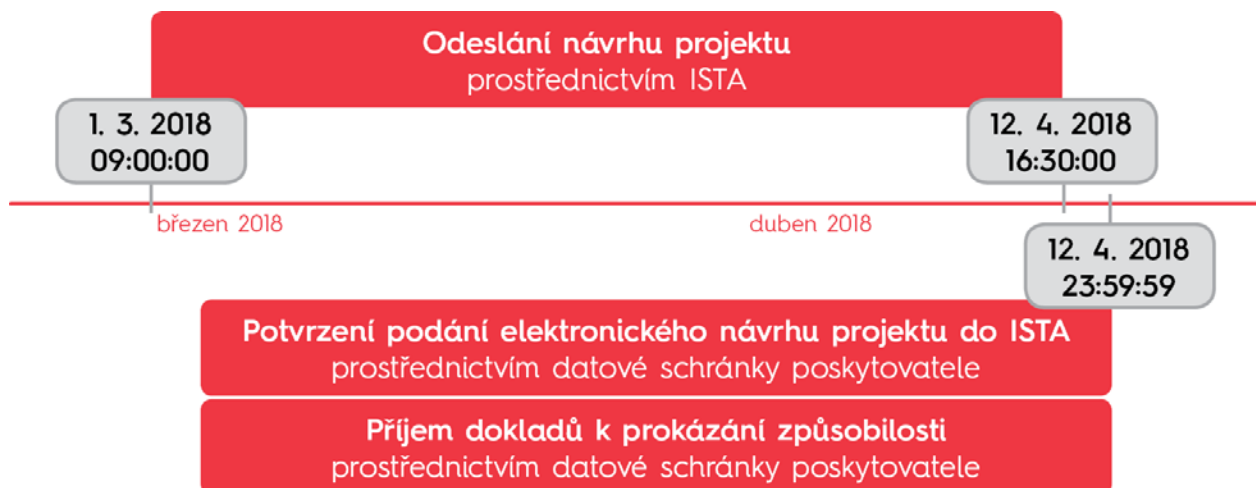 Odeslání návrhu projektu
prostřednictvím ISTA
1. 3. 2018
09:00:00
12. 4. 2018
16:30:00
březen 2018
duben 2018
12. 4. 2018
23:59:59
Potvrzení podání elektronického návrhu projektu do ISTA
prostřednictvím datové schránky poskytovatele
Příjem dokladů k prokázání způsobilosti
prostřednictvím datové schránky poskytovatele